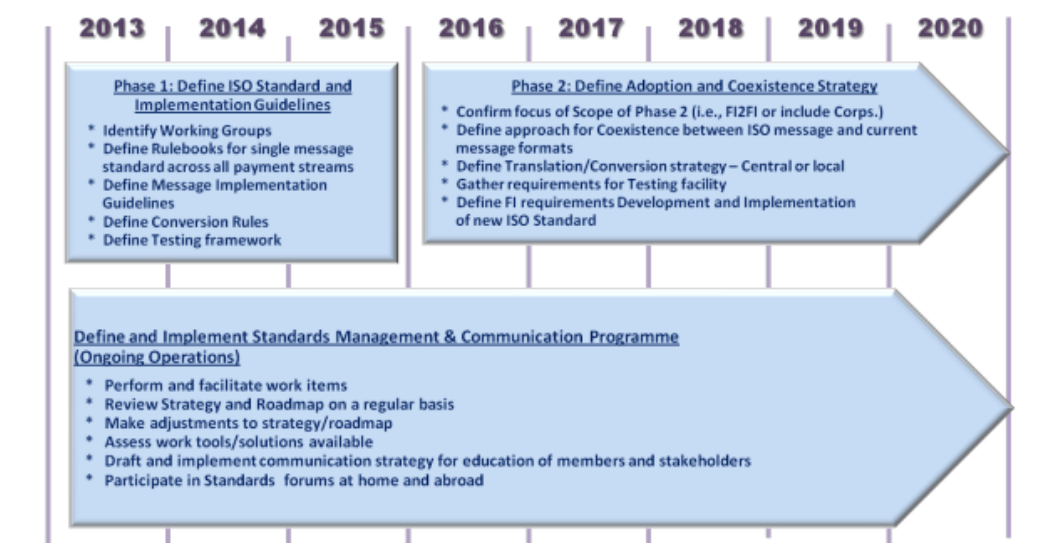 2013 2014 2015 2016 2017 2018 2019 2020
Phase 1: Define ISO Standard and
Implementation Guidelines
* Identify Working Groups
* Define Rulebooks for single message
standard across all payment streams
* Define Message Implementation
Guidelines
* Define Conversion Rules
* Define Testing framework
Phase 2: Define Adoption and Coexistence Strategy
* Confirm focus of Scope of Phase 2 (i.e., FI2FI or include Corps.)
* Define approach for Coexistence between ISO message and current
message formats
* Define Translation/Conversion strategy – Central or local
* Gather requirements for Testing facility
* Define FI requirements Development and Implementation
of new ISO Standard
Define and Implement Standards Management & Communication Programme
(Ongoing Operations)
* Perform and facilitate work items
* Review Strategy and Roadmap on a regular basis
* Make adjustments to strategy/roadmap
* Assess work tools/solutions available
* Draft and implement communication strategy for education of members and stakeholders
* Participate in Standards forums at home and abroad